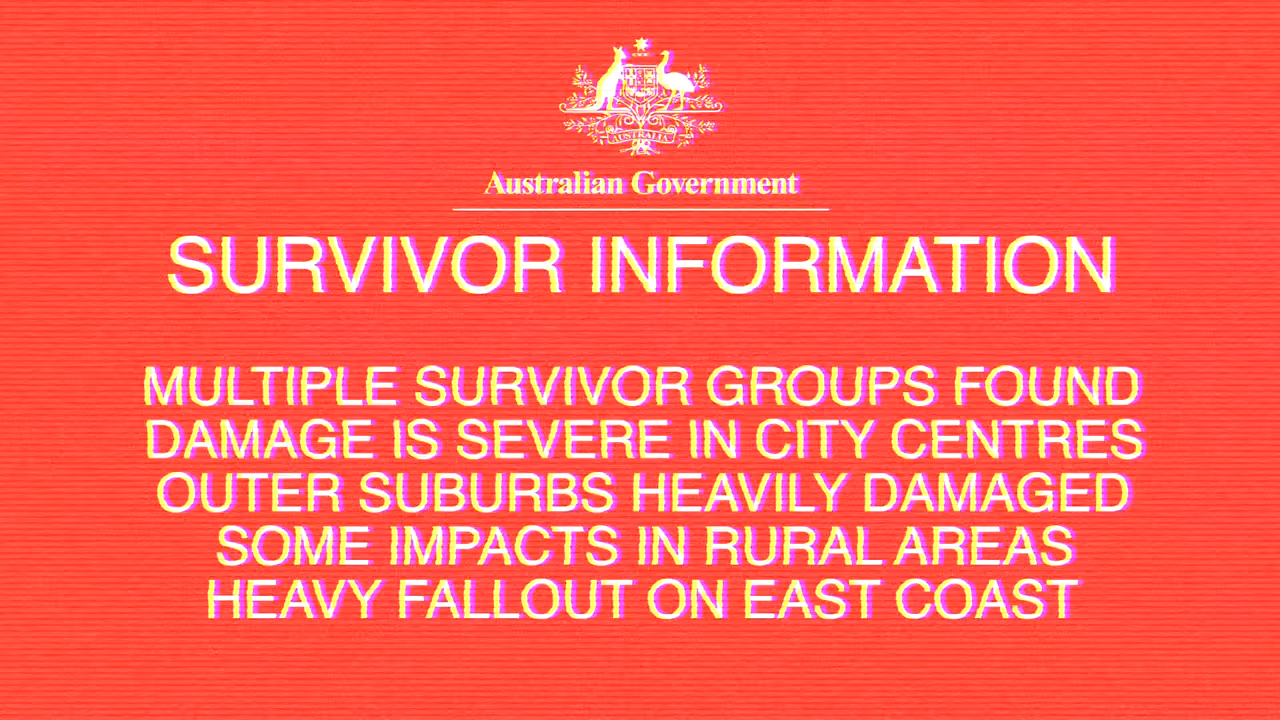 AUSTRALIA
Australian Government
SURVIVOR INFORMATION
MULTIPLE SURVIVOR GROUPS FOUND
DAMAGE IS SEVERE IN CITY CENTRES
OUTER SUBURBS HEAVILY DAMAGED
SOME IMPACTS IN RURAL AREAS
HEAVY FALLOUT ON EAST COAST